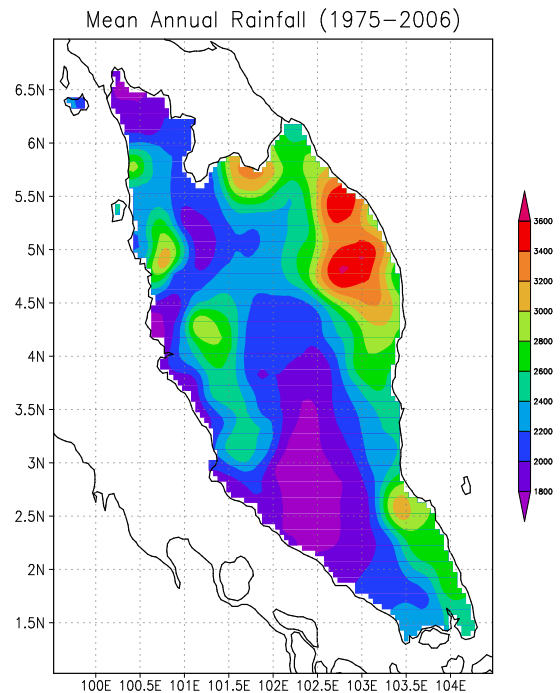 Mean Annual Rainfall (1975–2006)
6.5N
6N
5.5N
5N
4.5N
4N
3.5N
3N
2.5N
2N
1.5N
100E 100.5E 101E 101.5E 102E 102.5E 103E 103.5E 104E
3600
3400
3200
3000
2800
2600
2400
2200
2000
1800